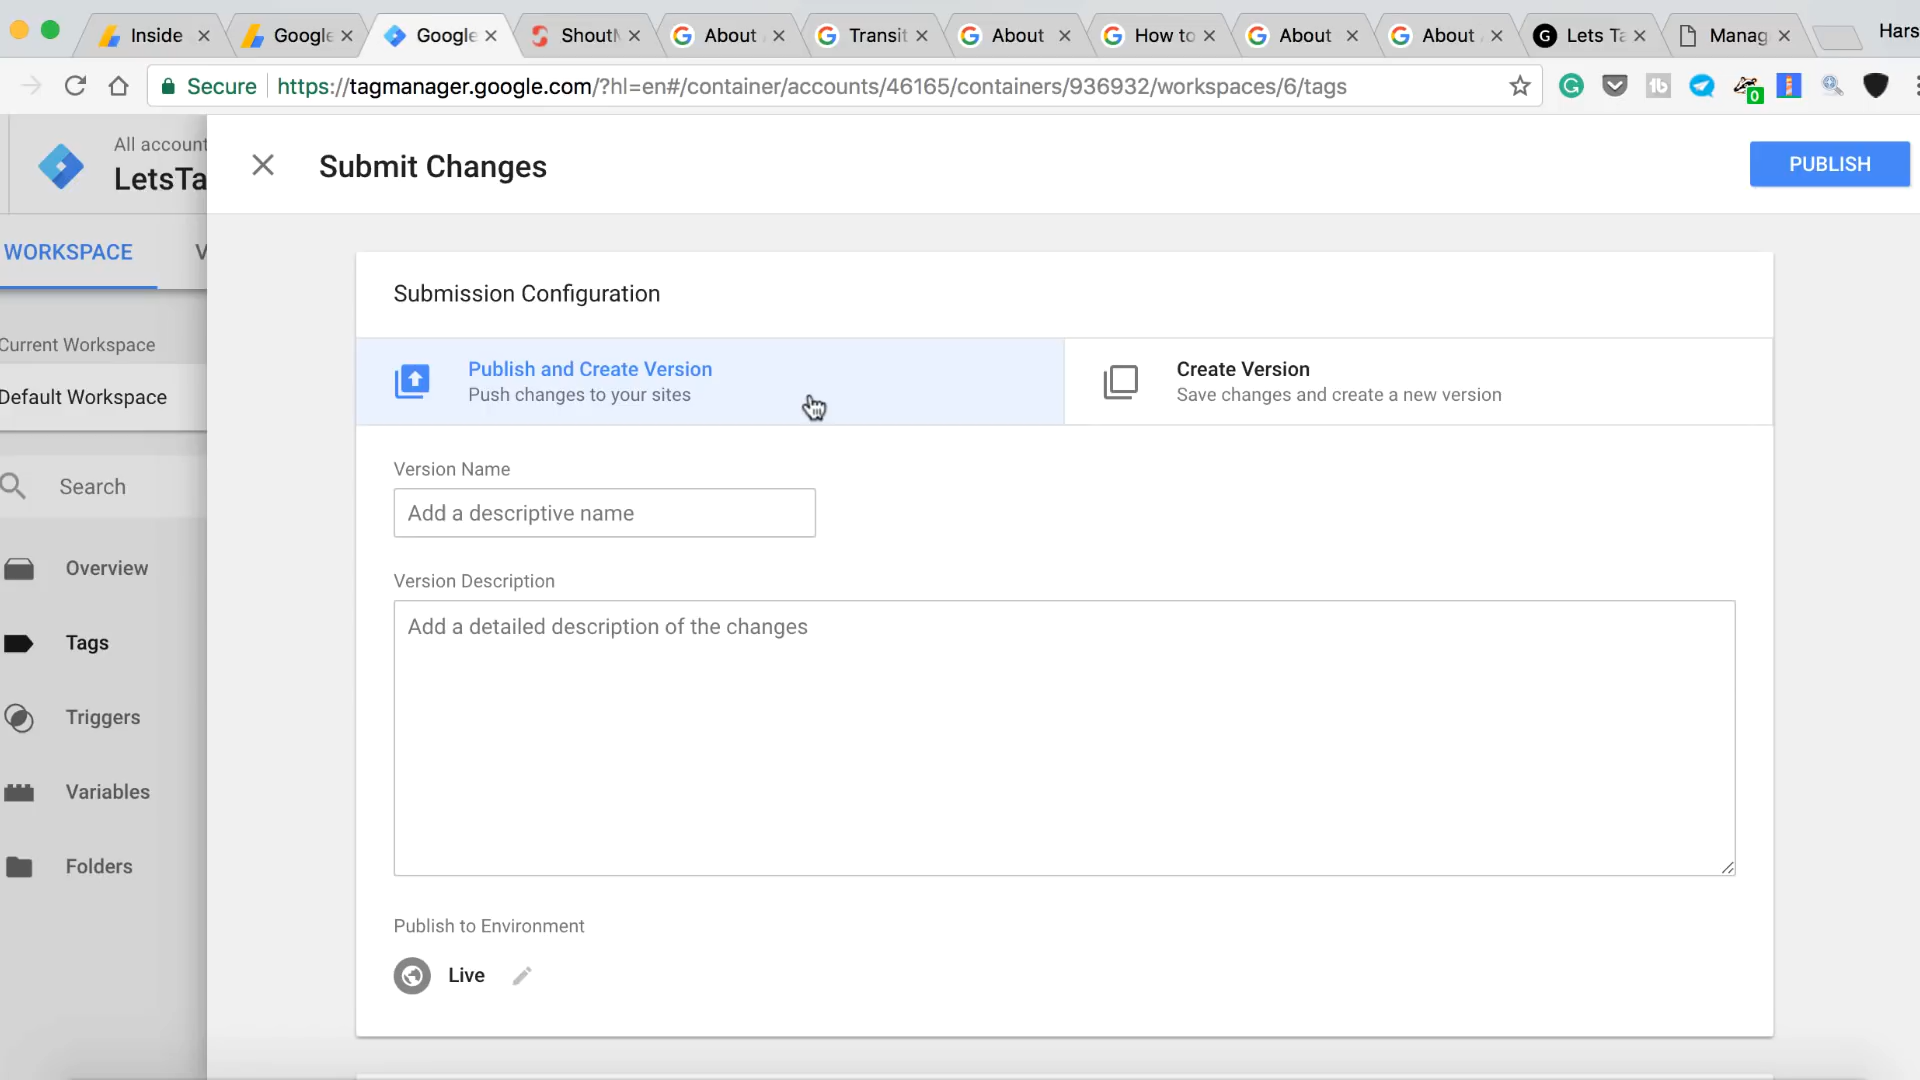 Inside
Google
Google
ShoutM
About
Transit
About
How to
About
About
Lets Ta
Manag
Hars
Secure
https://tagmanager.google.com/?hl=en#/container/accounts/46165/containers/936932/workspaces/6/tags
0
All account
LetsTa
Submit Changes
PUBLISH
WORKSPACE
V
Submission Configuration
Publish and Create Version
Push changes to your sites
Create Version
Save changes and create a new version
Current Workspace
Default Workspace
Version Name
Add a descriptive name
Search
Version Description
Add a detailed description of the changes
Overview
Tags
Triggers
Variables
Folders
Publish to Environment
Live